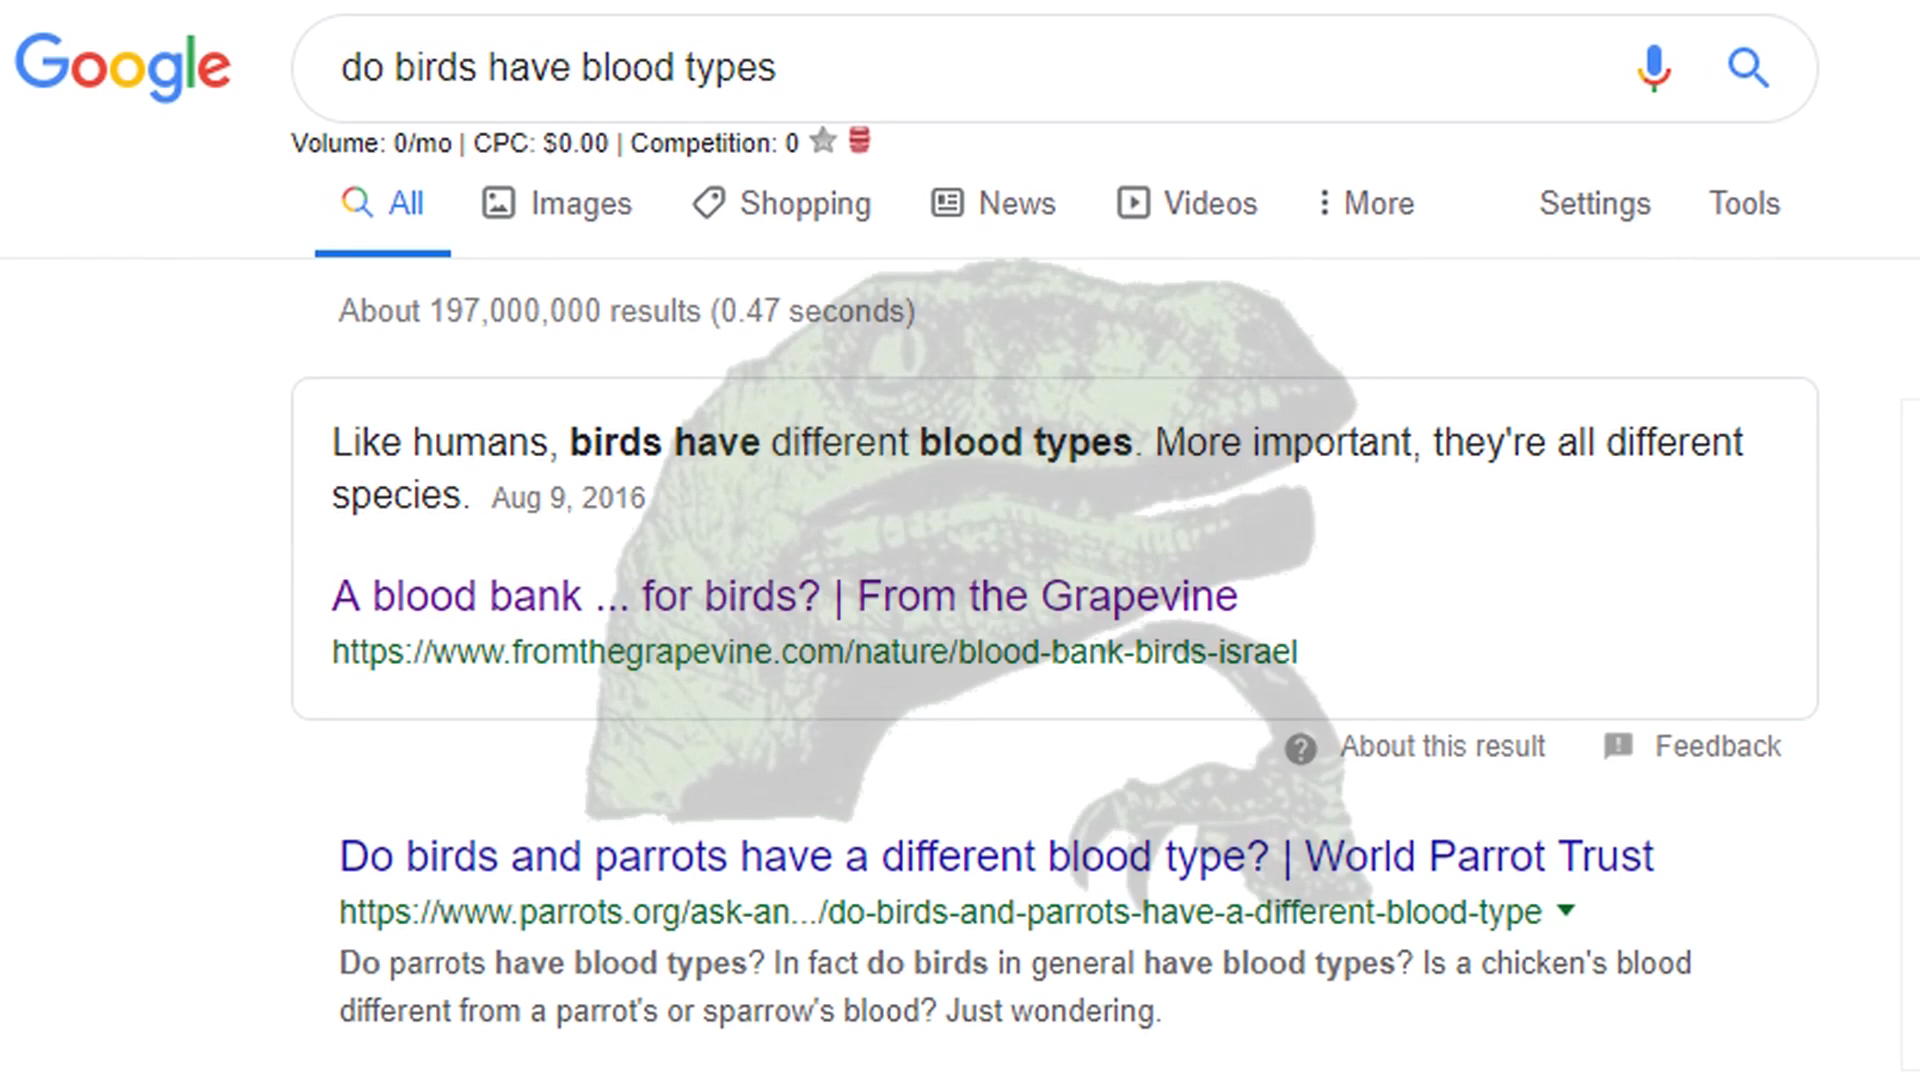 Google
do birds have blood types
Volume: 0/mo | CPC: $0.00 | Competition: 0
All Images Shopping News Videos More Settings Tools
About 197,000,000 results (0.47 seconds)
Like humans, birds have different blood types. More important, they're all different
species. Aug 9, 2016
A blood bank ... for birds? | From the Grapevine
https://www.fromthegrapevine.com/nature/blood-bank-birds-israel
About this result Feedback
Do birds and parrots have a different blood type? | World Parrot Trust
https://www.parrots.org/ask-an.../do-birds-and-parrots-have-a-different-blood-type
Do parrots have blood types? In fact do birds in general have blood types? Is a chicken's blood
different from a parrot's or sparrow's blood? Just wondering.